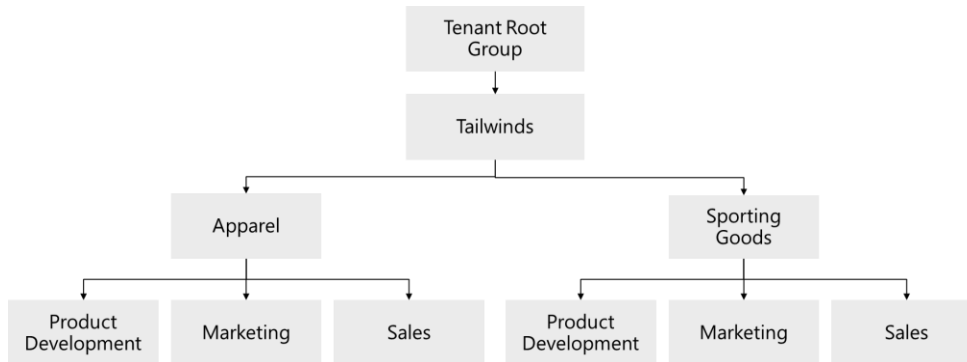 Tenant Root
Group
Tailwinds
Apparel
Sporting
Goods
Product
Development
Marketing
Sales
Product
Development
Marketing
Sales